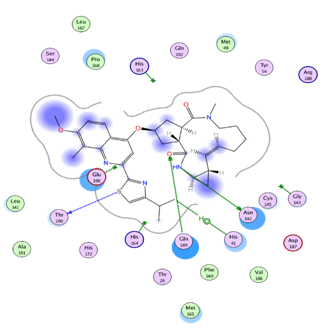 Leu
167
Ser
144
Pro
168
His
163
Gln
192
Met
49
Tyr
54
Arg
188
O
N
O
H
H
O
N
O
HN
H
Glu
166
N
S
Leu
141
Thr
190
Ala
191
His
172
His
164
Gln
189
H
O
His
41
Asn
142
Cys
145
Gly
143
Asp
187
Thr
26
Phe
140
Val
186
Met
165